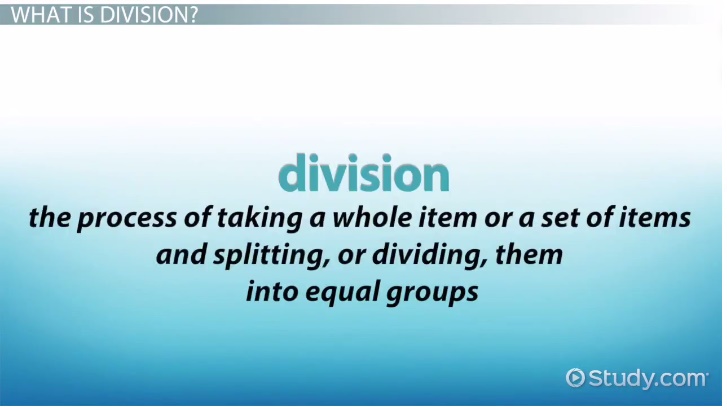 WHAT IS DIVISION?
division
the process of taking a whole item or a set of items
and splitting, or dividing, them
into equal groups
Study.com